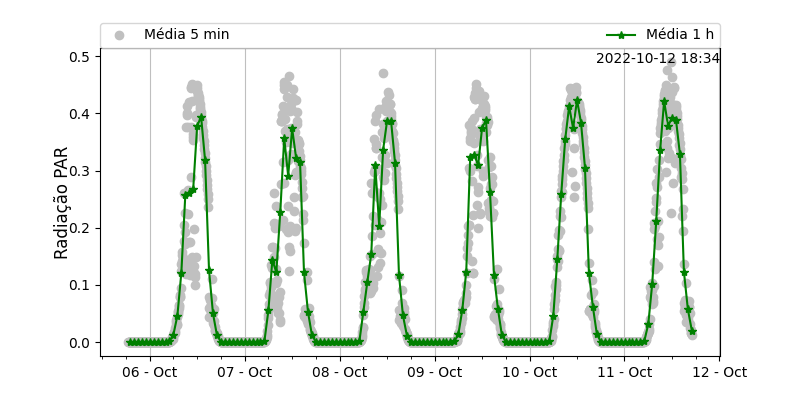 Média 5 min
Média 1 h
2022-10-12 18:34
Radiação PAR
0.5
0.4
0.3
0.2
0.1
0.0
06 - Oct
07 - Oct
08 - Oct
09 - Oct
10 - Oct
11 - Oct
12 - Oct